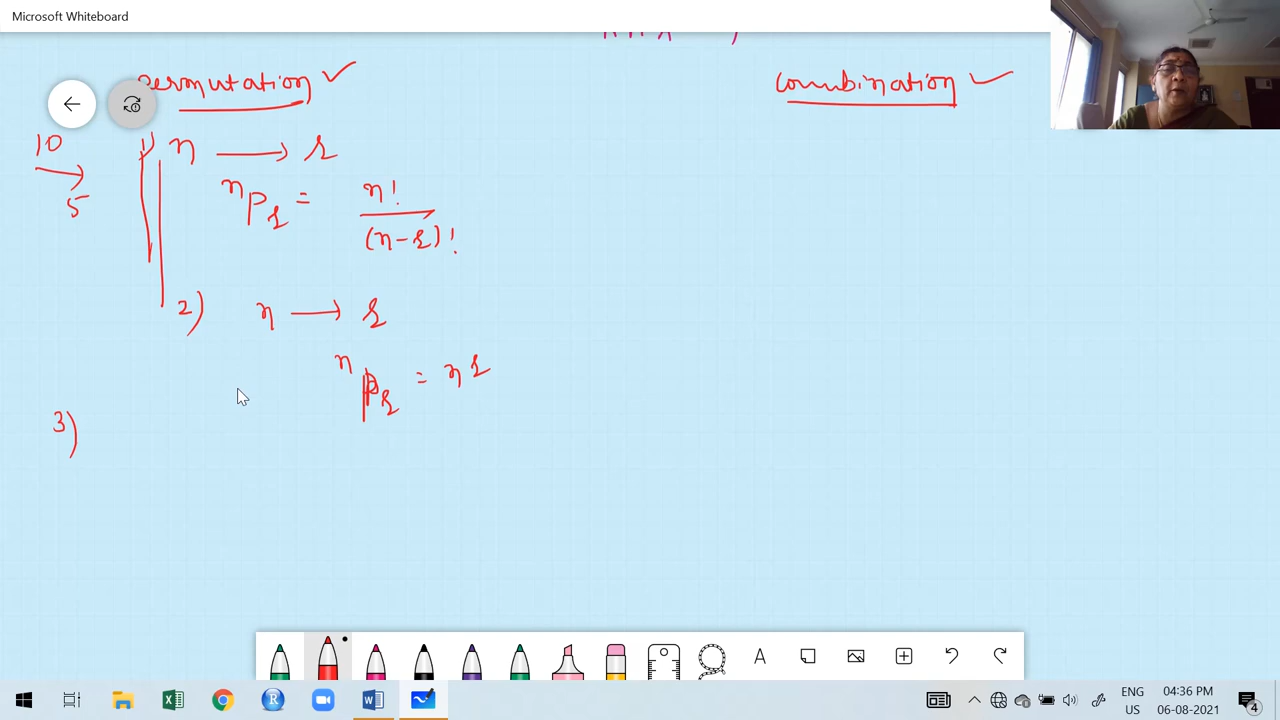 Microsoft Whiteboard
permutation ✓
combination ✓
10 → 5
1) n → r
nPr = n! / (n-r)!
2) n → r
nPr = n^r
3)
A
ENG
US
04:36 PM
06-08-2021
4